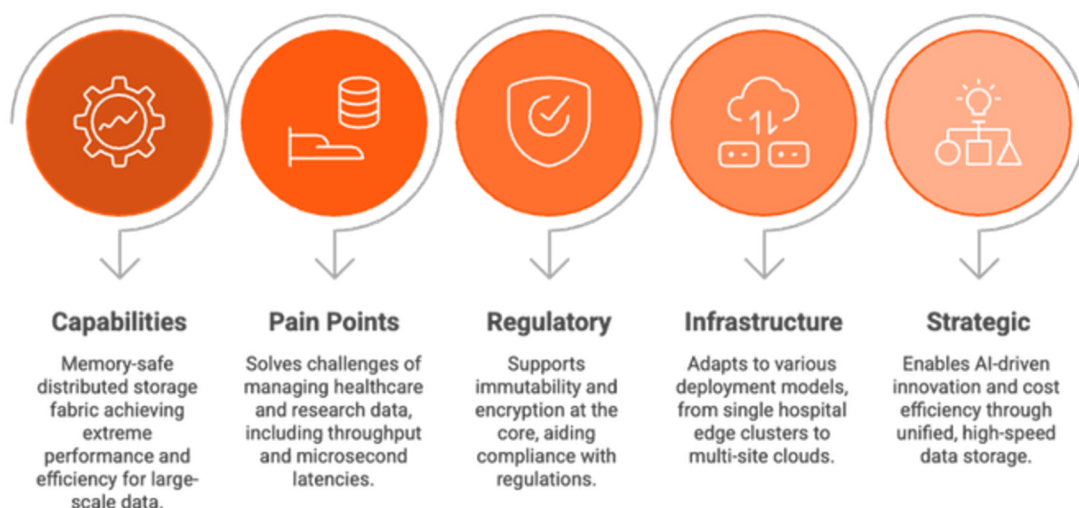 Capabilities
Memory-safe
distributed storage
fabric achieving
extreme
performance and
efficiency for large-
scale data.
Pain Points
Solves challenges of
managing healthcare
and research data,
including throughput
and microsecond
latencies.
Regulatory
Supports
immutability and
encryption at the
core, aiding
compliance with
regulations.
Infrastructure
Adapts to various
deployment models,
from single hospital
edge clusters to
multi-site clouds.
Strategic
Enables AI-driven
innovation and cost
efficiency through
unified, high-speed
data storage.